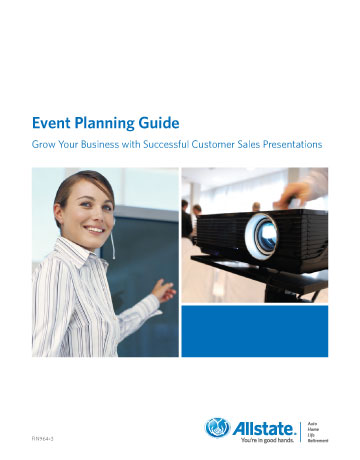 Event Planning Guide
Grow Your Business with Successful Customer Sales Presentations
Allstate.
You're in good hands.
Auto
Home
Life
Retirement
FIN964-3